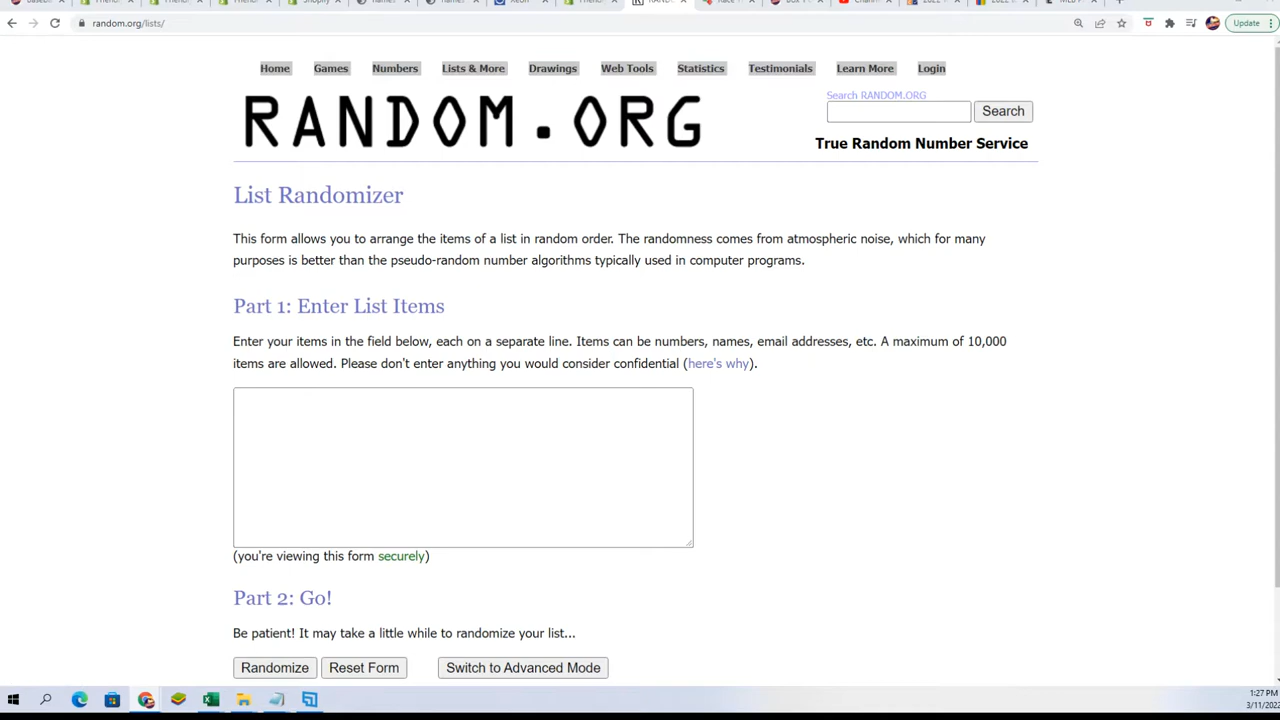 random.org/lists/
Update
Home Games Numbers Lists & More Drawings Web Tools Statistics Testimonials Learn More Login
RANDOM.ORG
Search RANDOM.ORG
Search
True Random Number Service
List Randomizer
This form allows you to arrange the items of a list in random order. The randomness comes from atmospheric noise, which for many
purposes is better than the pseudo-random number algorithms typically used in computer programs.
Part 1: Enter List Items
Enter your items in the field below, each on a separate line. Items can be numbers, names, email addresses, etc. A maximum of 10,000
items are allowed. Please don't enter anything you would consider confidential (here's why).
(you're viewing this form securely)
Part 2: Go!
Be patient! It may take a little while to randomize your list...
Randomize Reset Form Switch to Advanced Mode
1:27 PM